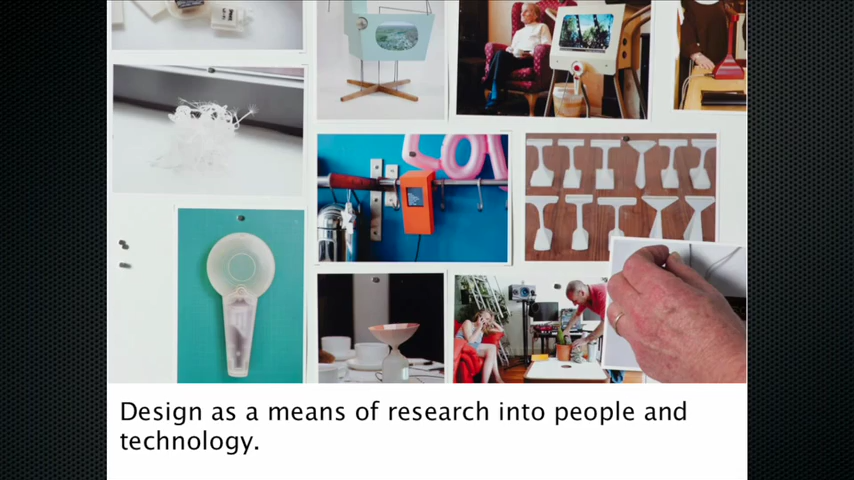 Design as a means of research into people and
technology.